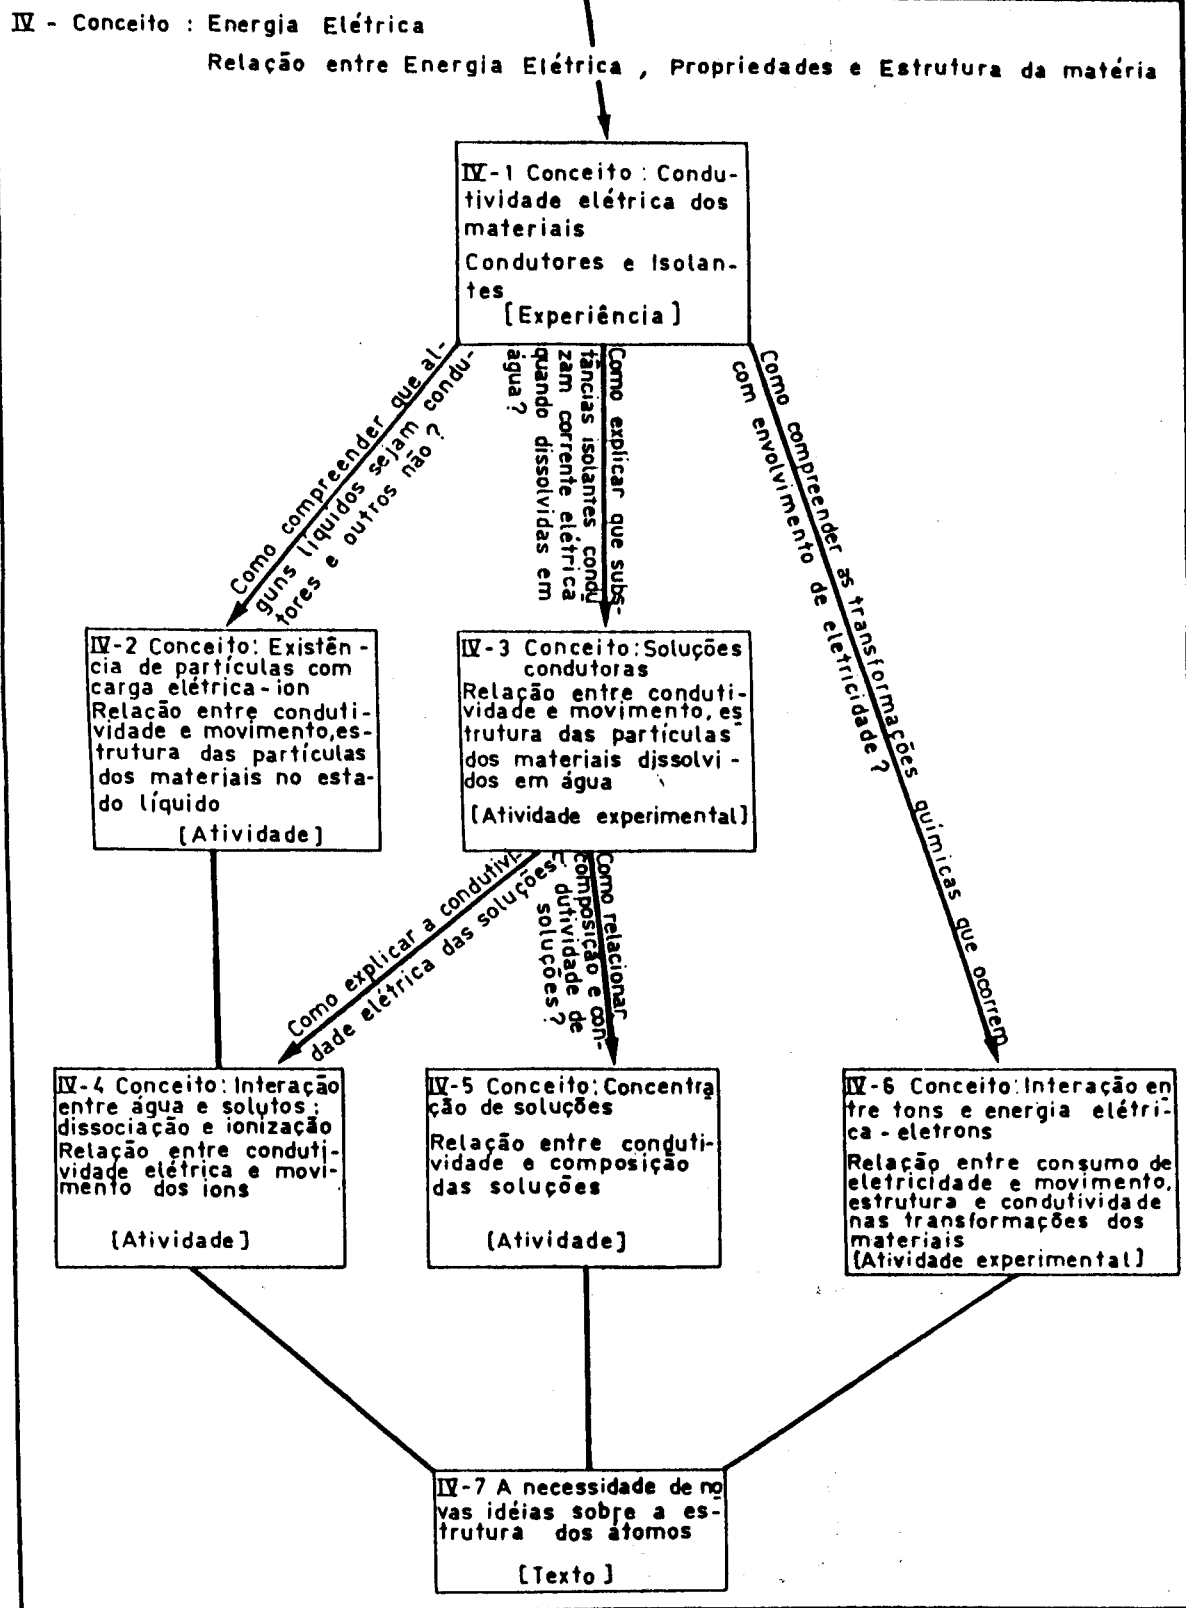 IV - Conceito : Energia Elétrica
Relação entre Energia Elétrica , Propriedades e Estrutura da matéria
IV-1 Conceito : Condu-
tividade elétrica dos
materiais
Condutores e Isolan-
tes
[Experiência]
Como compreender que al-
guns líquidos sejam condu-
tores e outros não ?
Como explicar que subs-
tâncias isolantes condu
zam corrente elétrica
quando dissolvidas em
água?
Como compreender as transformações químicas que ocorrem
com envolvimento de eletricidade ?
IV-2 Conceito: Existên -
cia de partículas com
carga elétrica - ion
Relação entre conduti-
vidade e movimento,es-
trutura das partículas
dos materiais no esta-
do líquido
[Atividade]
IV-3 Conceito:Soluções
condutoras
Relação entre conduti-
vidade e movimento, es
trutura das partículas
dos materiais dissolvi -
dos em água
[Atividade experimental]
Como explicar a condutivi-
dade elétrica das soluções?
Como relacionar
composição e con-
dutividade de
soluções ?
IV-4 Conceito: Interação
entre água e solutos :
dissociação e ionização
Relação entre conduti-
vidade elétrica e movi-
mento dos ions
[Atividade]
IV-5 Conceito:Concentra
ção de soluções
Relação entre conduti-
vidade e composição
das soluções
[Atividade]
IV-6 Conceito:Interação en
tre tons e energia elétri-
ca - eletrons
Relação entre consumo de
eletricidade e movimento,
estrutura e condutividade
nas transformações dos
materiais
[Atividade experimental]
IV-7 A necessidade de no
vas idéias sobre a es-
trutura dos átomos
[Texto]